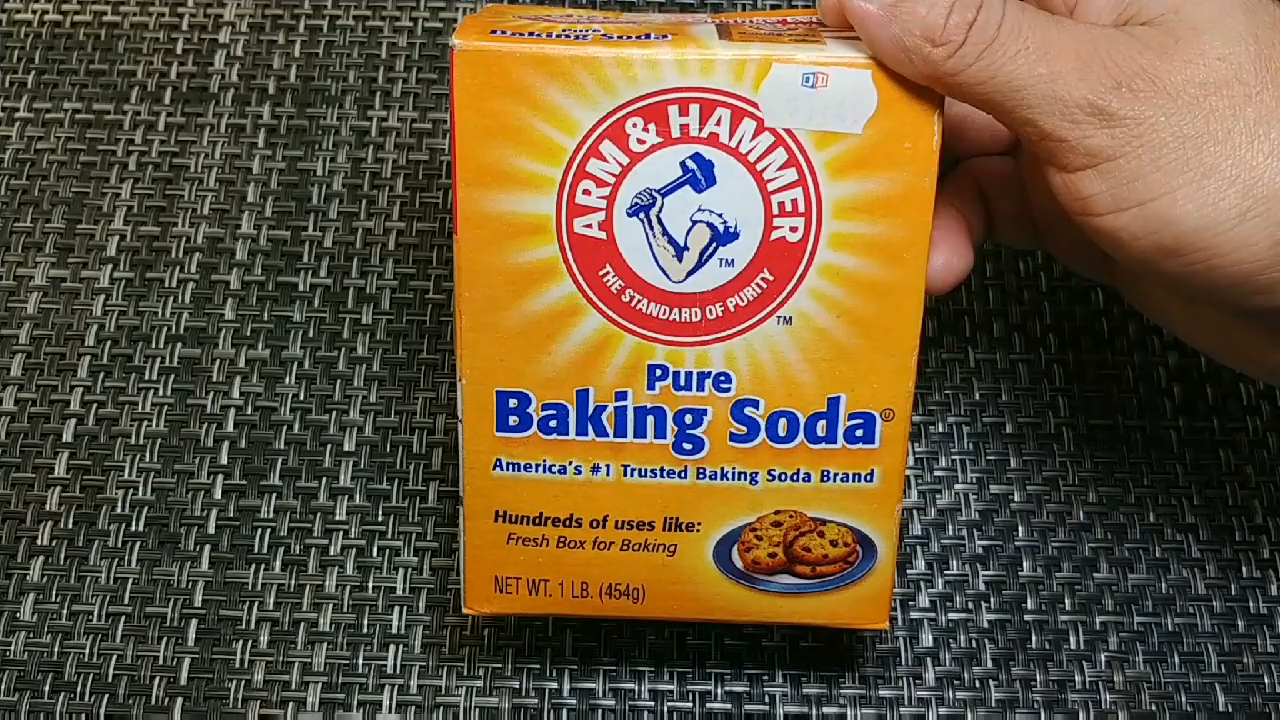 Pure
Baking Soda
ARM & HAMMER
TM
THE STANDARD OF PURITY
TM
Pure
Baking Soda Ⓤ
America's #1 Trusted Baking Soda Brand
Hundreds of uses like:
Fresh Box for Baking
NET WT. 1 LB. (454g)